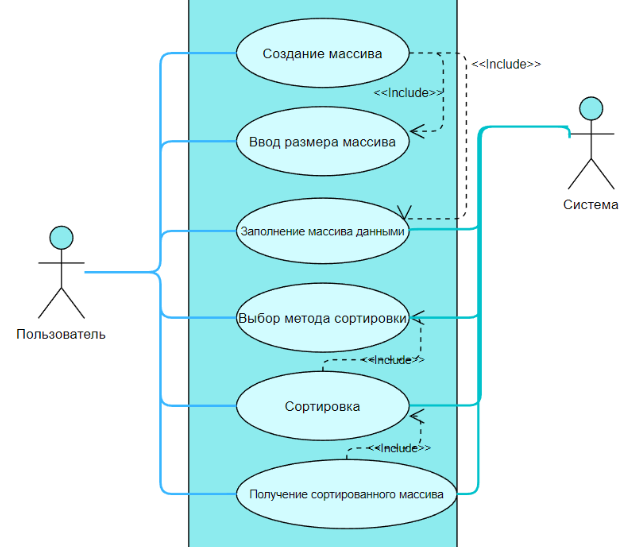 Создание массива
<<Include>>
<<Include>>
Ввод размера массива
Система
Заполнение массива данными
Пользователь
Выбор метода сортировки
<<Include>>
Сортировка
<<Include>>
Получение сортированного массива